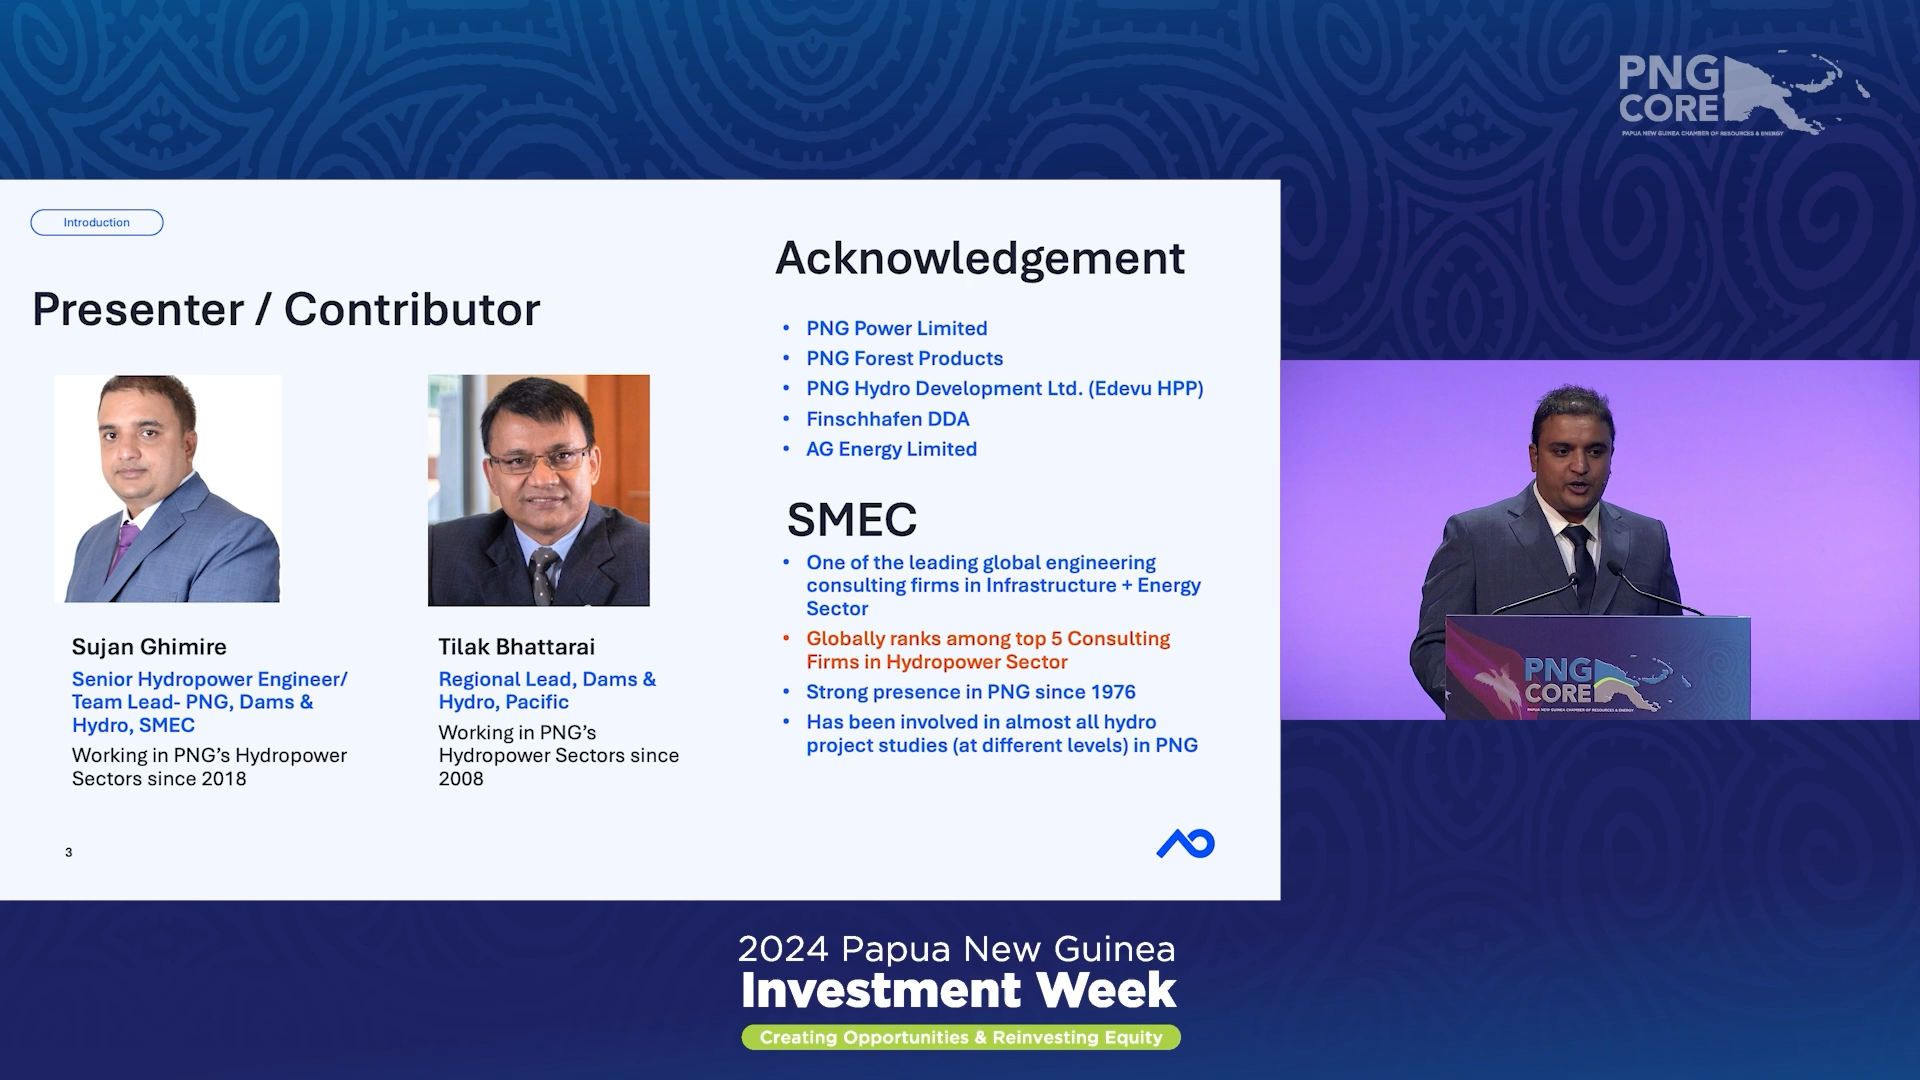 PNG
CORE
PAPUA NEW GUINEA CHAMBER OF RESOURCES & ENERGY
Introduction
Presenter / Contributor
Sujan Ghimire
Senior Hydropower Engineer/
Team Lead- PNG, Dams &
Hydro, SMEC
Working in PNG’s Hydropower
Sectors since 2018
Tilak Bhattarai
Regional Lead, Dams &
Hydro, Pacific
Working in PNG’s
Hydropower Sectors since
2008
Acknowledgement
• PNG Power Limited
• PNG Forest Products
• PNG Hydro Development Ltd. (Edevu HPP)
• Finschhafen DDA
• AG Energy Limited
SMEC
• One of the leading global engineering
consulting firms in Infrastructure + Energy
Sector
• Globally ranks among top 5 Consulting
Firms in Hydropower Sector
• Strong presence in PNG since 1976
• Has been involved in almost all hydro
project studies (at different levels) in PNG
3
PNG
CORE
PAPUA NEW GUINEA CHAMBER OF RESOURCES & ENERGY
2024 Papua New Guinea
Investment Week
Creating Opportunities & Reinvesting Equity